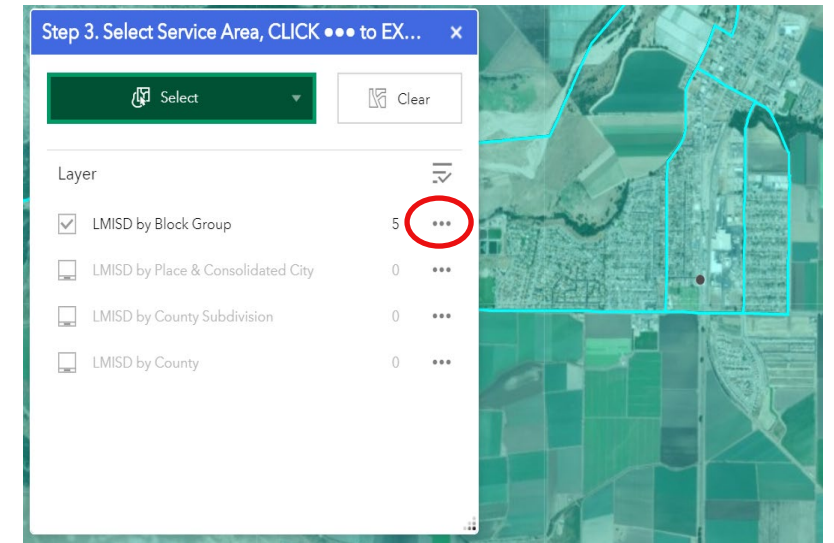 Step 3. Select Service Area, CLICK ●●● to EX... ×
Select
Clear
Layer
LMISD by Block Group 5 •••
LMISD by Place & Consolidated City 0 •••
LMISD by County Subdivision 0 •••
LMISD by County 0 •••